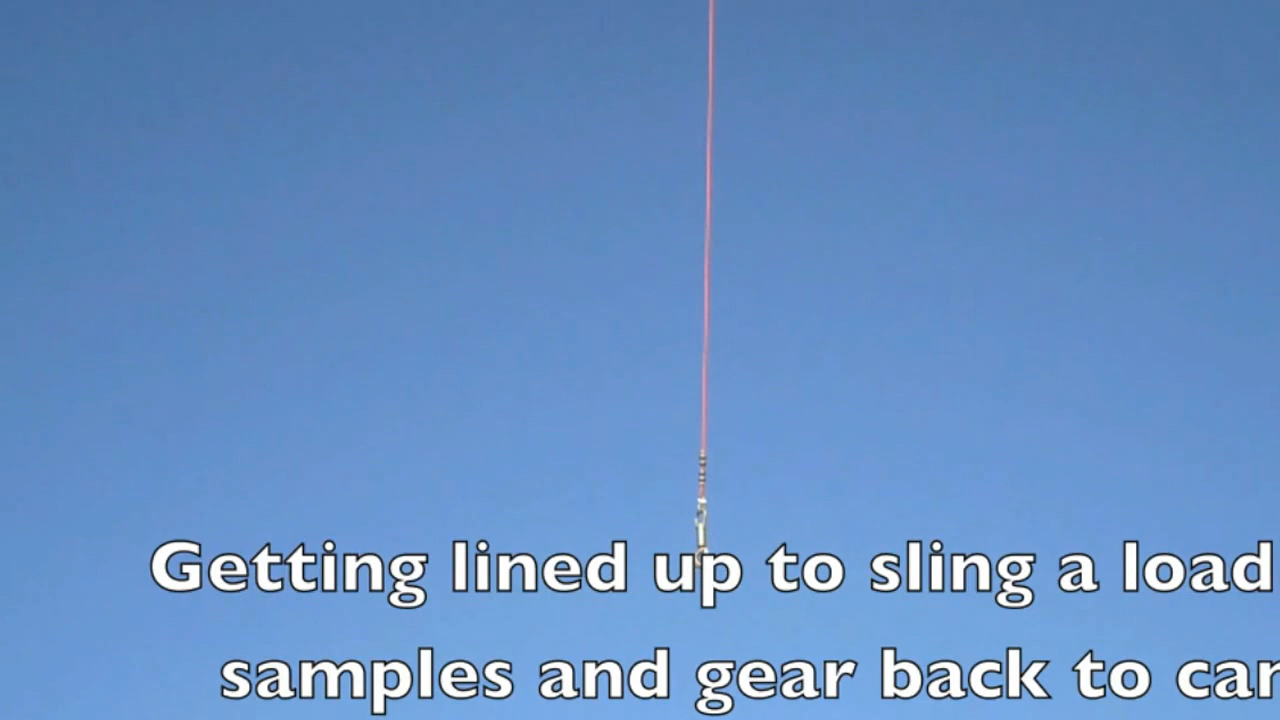 Getting lined up to sling a load
samples and gear back to